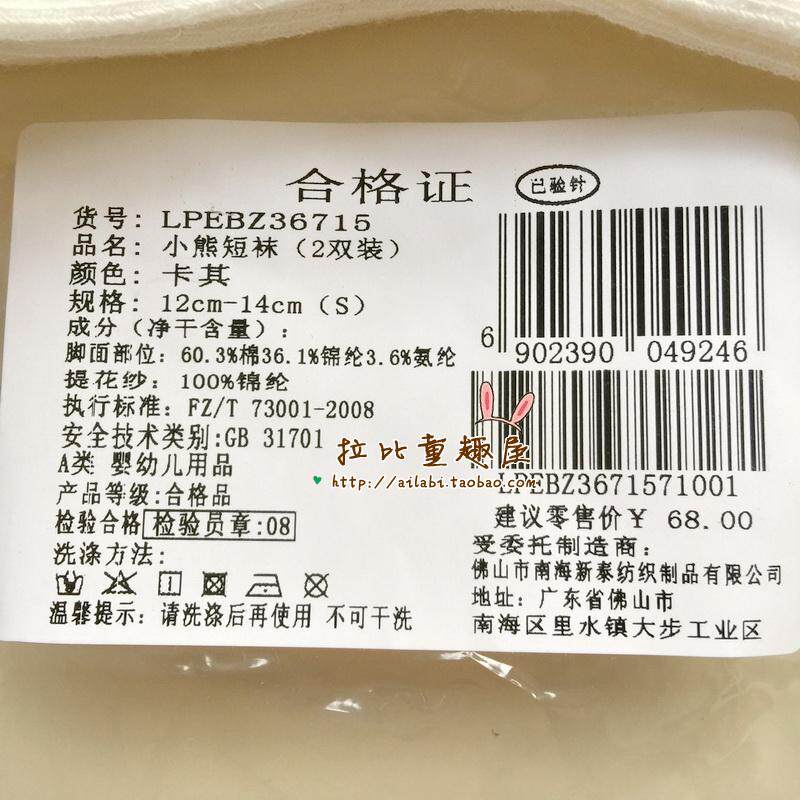 合格证
已验针
货号: LPEBZ36715
品名: 小熊短袜（2双装）
颜色: 卡其
规格: 12cm-14cm（S）
成分（净干含量）:
脚面部位: 60.3%棉36.1%锦纶3.6%氨纶
提花纱: 100%锦纶
执行标准: FZ/T 73001-2008
安全技术类别:GB 31701
A类 婴幼儿用品
产品等级:合格品
检验合格 检验员章:08
洗涤方法:
温馨提示: 请洗涤后再使用 不可干洗
6 902390 049246
LPEBZ3671571001
建议零售价¥ 68.00
受委托制造商:
佛山市南海新泰纺织制品有限公司
地址: 广东省佛山市
南海区里水镇大步工业区
拉比童趣屋
http://ailabi.taobao.com